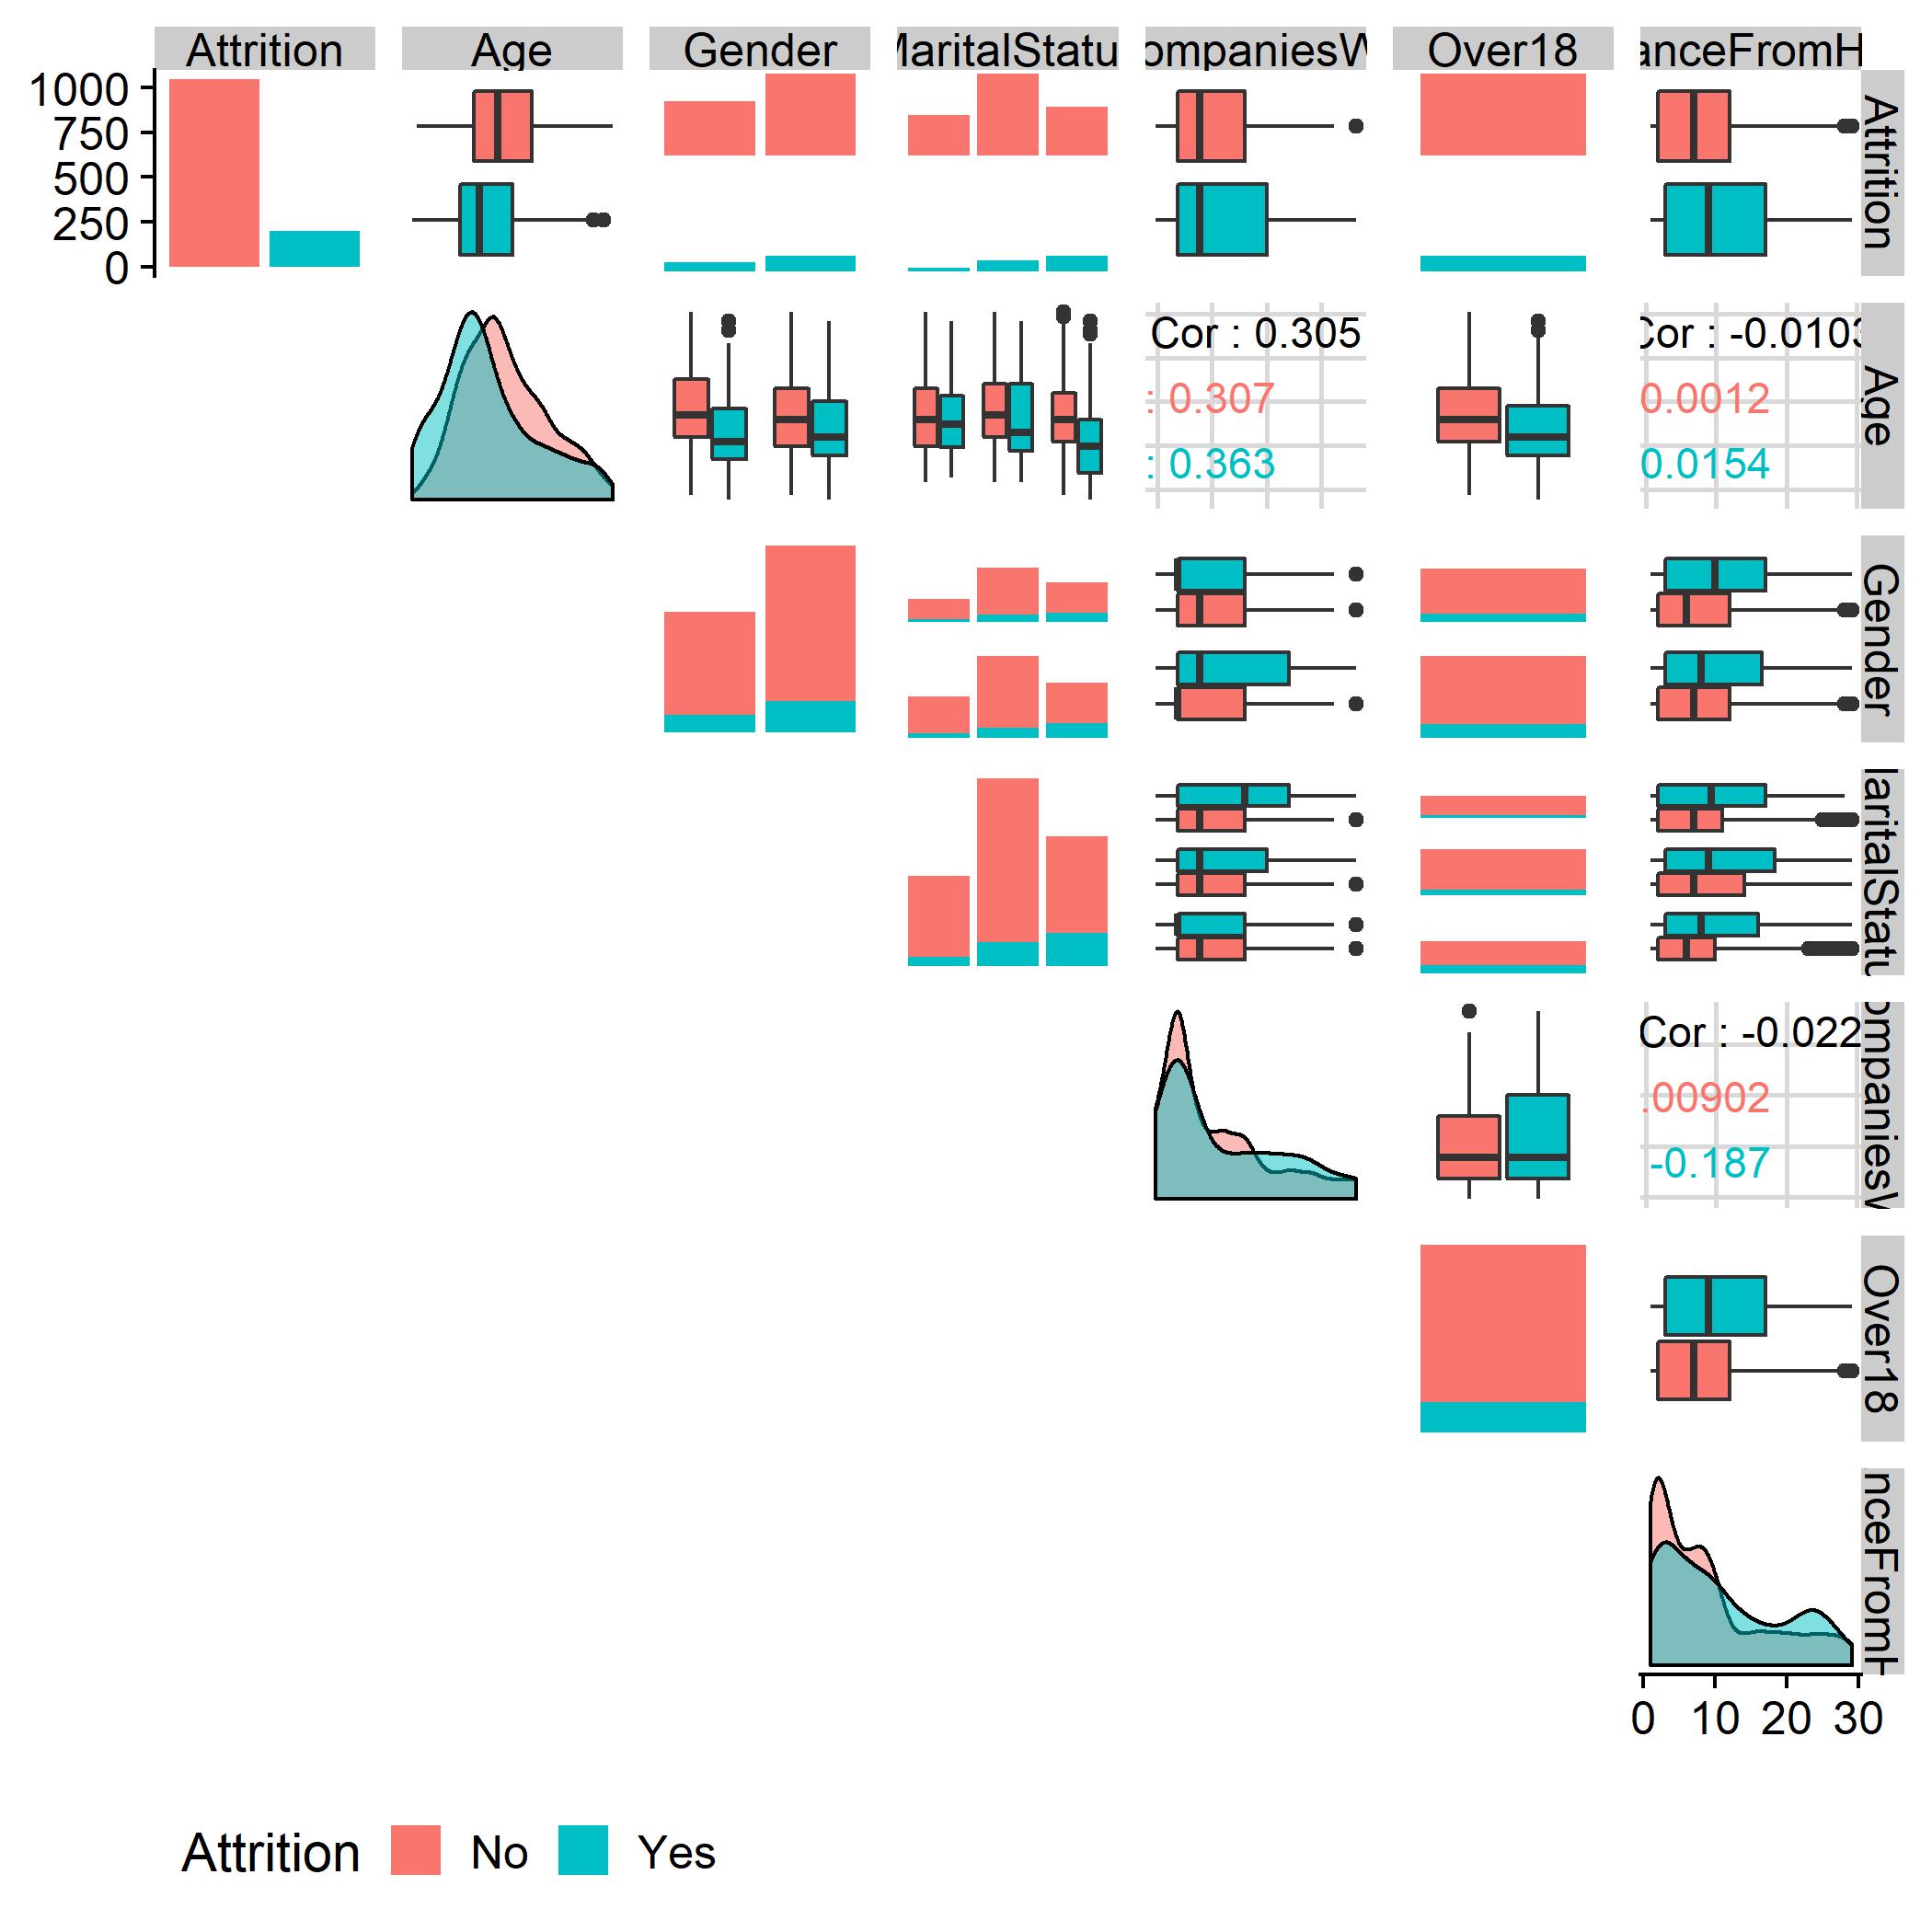 Attrition Age Gender MaritalStatu ompaniesW Over18 anceFromH
1000
750
500
250
0
Attrition
Cor : 0.305
: 0.307
: 0.363
Cor : -0.0103
0.0012
0.0154
Age
Gender
laritalStatu
Cor : -0.022
.00902
-0.187
ompaniesW
Over18
nceFromH
0 10 20 30
Attrition No Yes